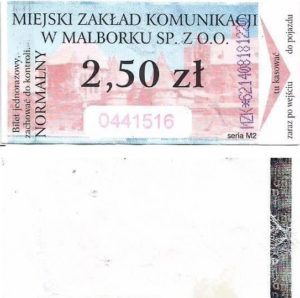 MIEJSKI ZAKŁAD KOMUNIKACJI
W MALBORKU SP. Z O.O.
Bilet jednorazowy,
zachować do kontroli.
NORMALNY
2,50 zł
0441516
seria M2
tu kasować
zaraz po wejściu do pojazdu